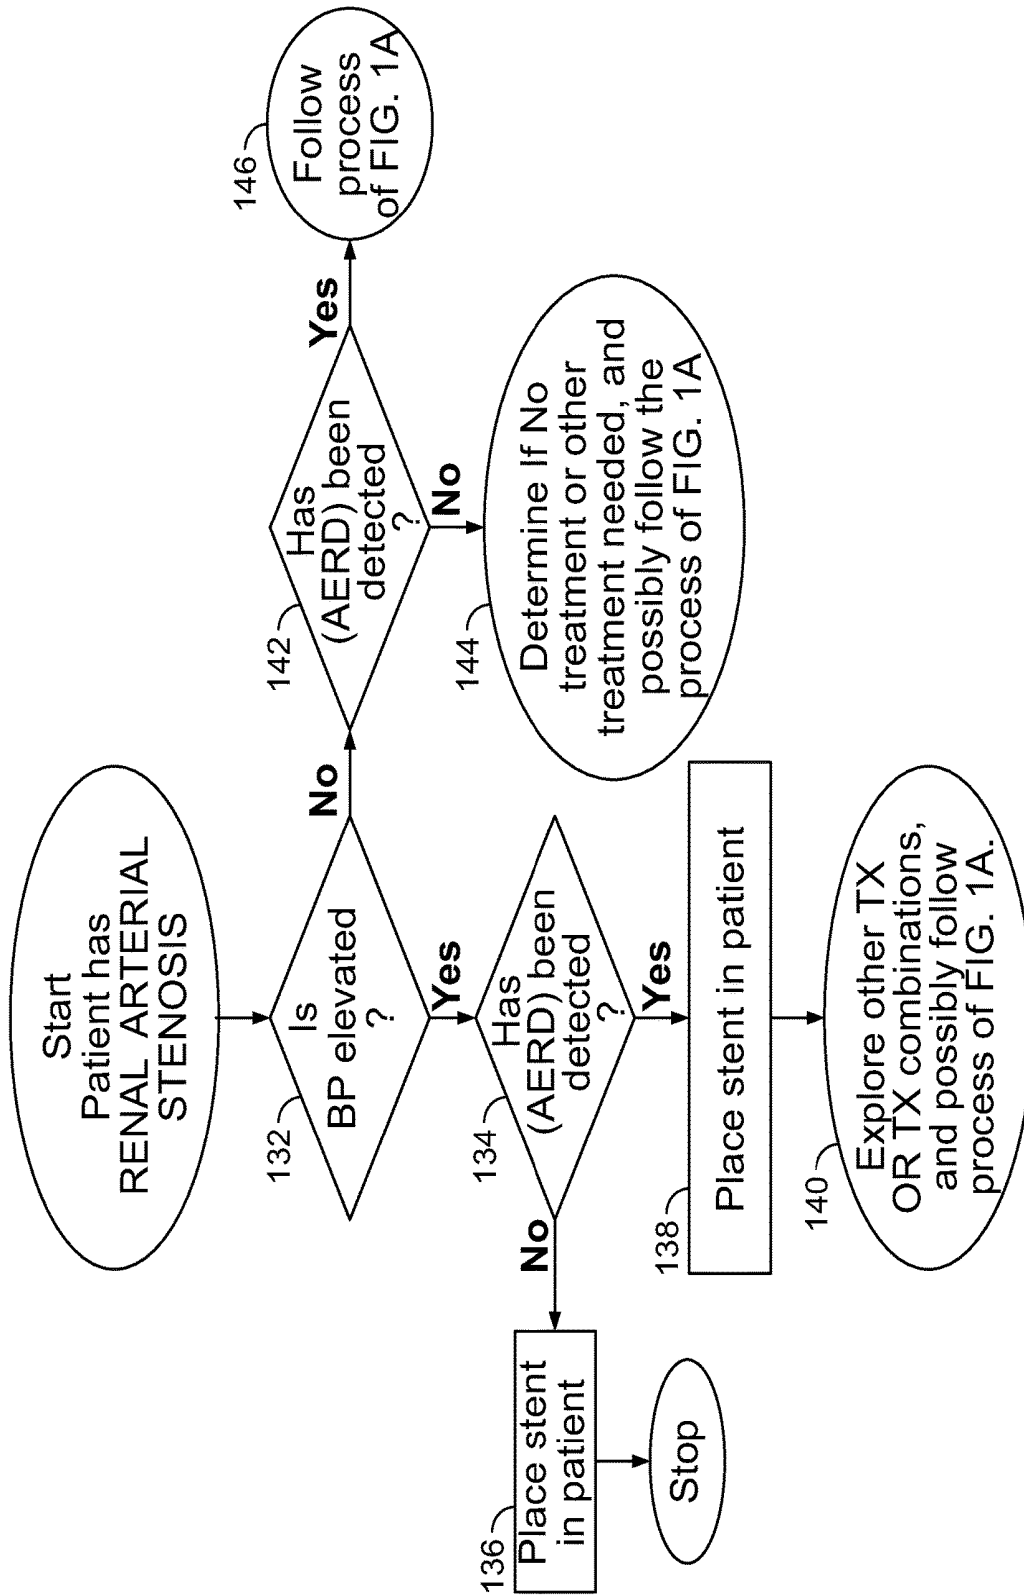 Start
Patient has
RENAL ARTERIAL
STENOSIS
132
Is
BP elevated
?
No
Yes
142
Has
(AERD) been
detected
?
Yes
No
146
Follow
process
of FIG. 1A
144
Determine If No
treatment or other
treatment needed, and
possibly follow the
process of FIG. 1A
134
Has
(AERD) been
detected
?
No
Yes
136
Place stent
in patient
Stop
138
Place stent in patient
140
Explore other TX
OR TX combinations,
and possibly follow
process of FIG. 1A.